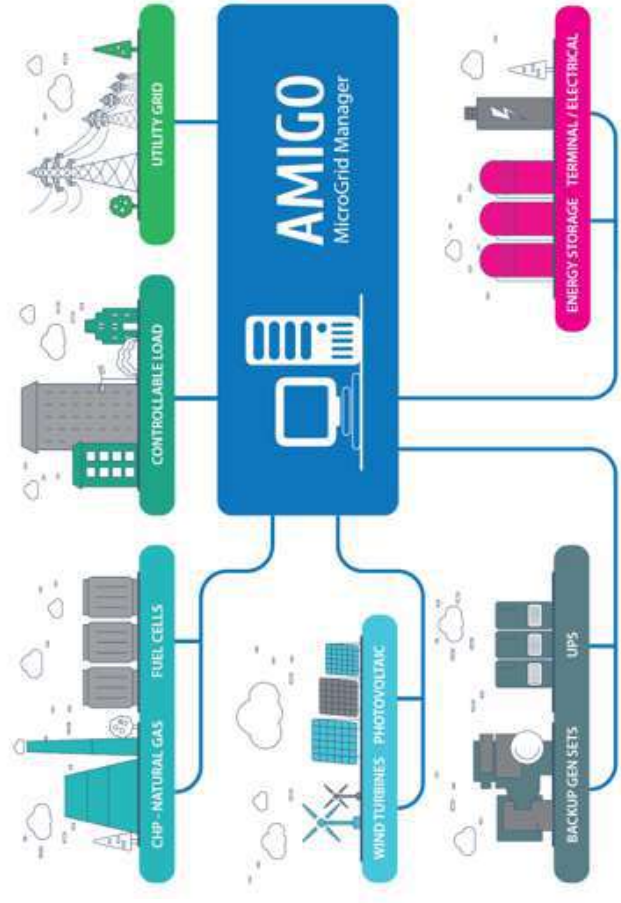 CHP - NATURAL GAS
FUEL CELLS
CONTROLLABLE LOAD
UTILITY GRID
WIND TURBINES
PHOTOVOLTAIC
AMIGO
MicroGrid Manager
BACKUP GEN SETS
UPS
ENERGY STORAGE
TERMINAL / ELECTRICAL